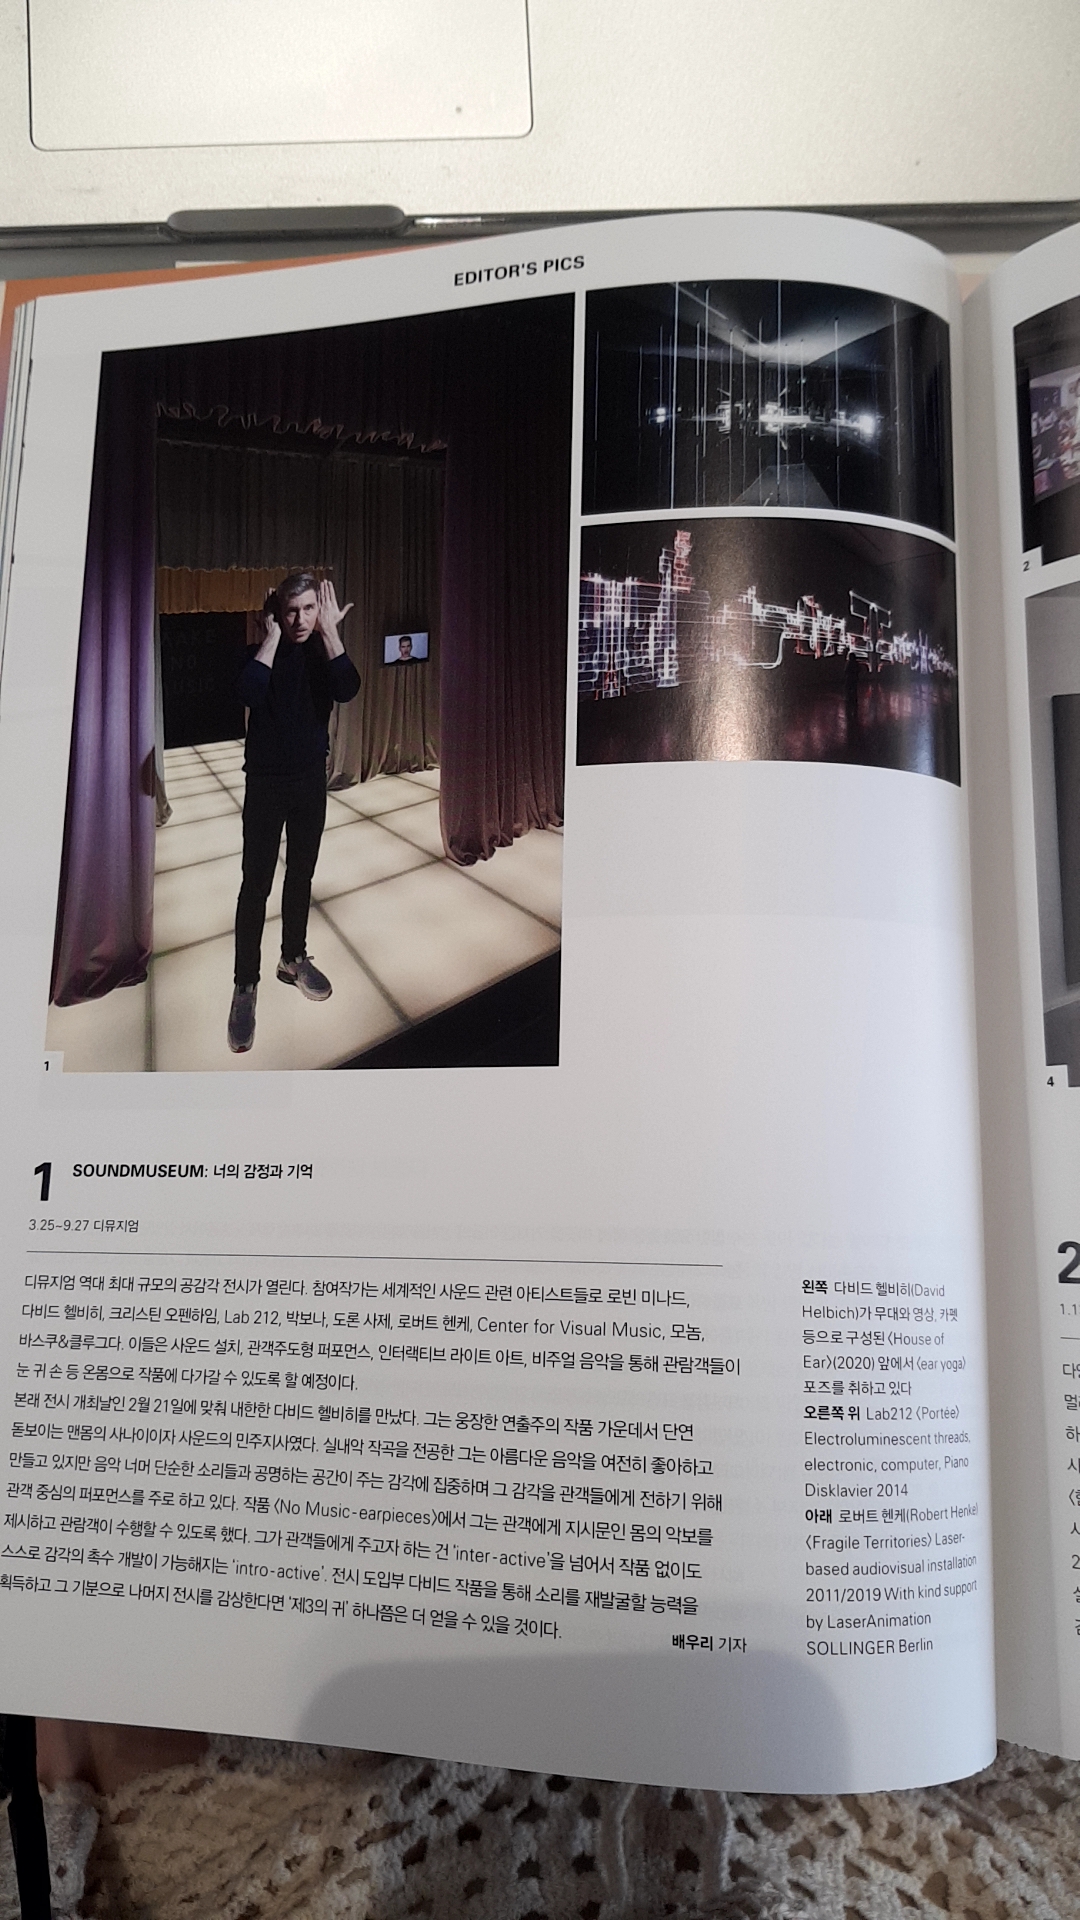 EDITOR'S PICS
1
2
4
1 SOUNDMUSEUM: 너의 감정과 기억
3.25~9.27 디뮤지엄
디뮤지엄 역대 최대 규모의 공감각 전시가 열린다. 참여작가는 세계적인 사운드 관련 아티스트들로 로빈 미나드,
다비드 헬비히, 크리스틴 오펜하임, Lab 212, 박보나, 도론 사제, 로버트 헨케, Center for Visual Music, 모놈,
바스쿠&클루그다. 이들은 사운드 설치, 관객주도형 퍼포먼스, 인터랙티브 라이트 아트, 비주얼 음악을 통해 관람객들이
눈 귀 손 등 온몸으로 작품에 다가갈 수 있도록 할 예정이다.
본래 전시 개최날인 2월 21일에 맞춰 내한한 다비드 헬비히를 만났다. 그는 웅장한 연출주의 작품 가운데서 단연
돋보이는 맨몸의 사나이이자 사운드의 민주지사였다. 실내악 작곡을 전공한 그는 아름다운 음악을 여전히 좋아하고
만들고 있지만 음악 너머 단순한 소리들과 공명하는 공간이 주는 감각에 집중하며 그 감각을 관객들에게 전하기 위해
관객 중심의 퍼포먼스를 주로 하고 있다. 작품 〈No Music-earpieces〉에서 그는 관객에게 지시문인 몸의 악보를
제시하고 관람객이 수행할 수 있도록 했다. 그가 관객들에게 주고자 하는 건 ‘inter-active’을 넘어서 작품 없이도
스스로 감각의 촉수 개발이 가능해지는 ‘intro-active’. 전시 도입부 다비드 작품을 통해 소리를 재발굴할 능력을
획득하고 그 기분으로 나머지 전시를 감상한다면 ‘제3의 귀’ 하나쯤은 더 얻을 수 있을 것이다.
배우리 기자
왼쪽 다비드 헬비히(David
Helbich)가 무대와 영상, 카펫
등으로 구성된 〈House of
Ear〉(2020) 앞에서 〈ear yoga〉
포즈를 취하고 있다
오른쪽 위 Lab212 〈Portée〉
Electroluminescent threads,
electronic, computer, Piano
Disklavier 2014
아래 로버트 헨케(Robert Henke)
〈Fragile Territories〉 Laser-
based audiovisual installation
2011/2019 With kind support
by LaserAnimation
SOLLINGER Berlin
2